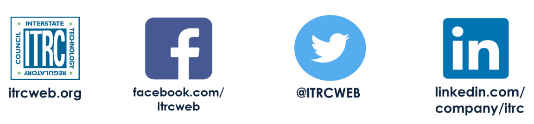 INTERSTATE
COUNCIL
ITRC
TECHNOLOGY
REGULATORY
itrcweb.org
f
facebook.com/
Itrcweb
@ITRCWEB
in
linkedin.com/
company/itrc